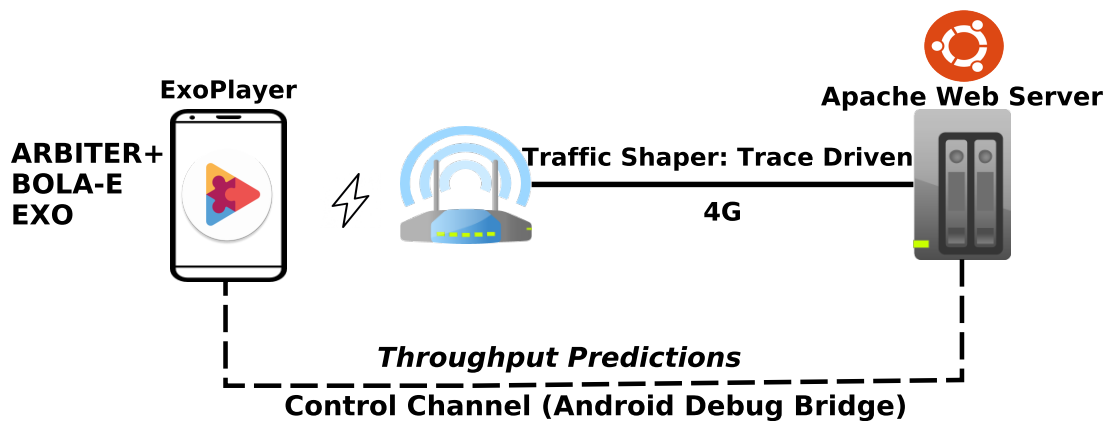 ExoPlayer
Apache Web Server
ARBITER+
BOLA-E
EXO
Traffic Shaper: Trace Driven
4G
Throughput Predictions
Control Channel (Android Debug Bridge)